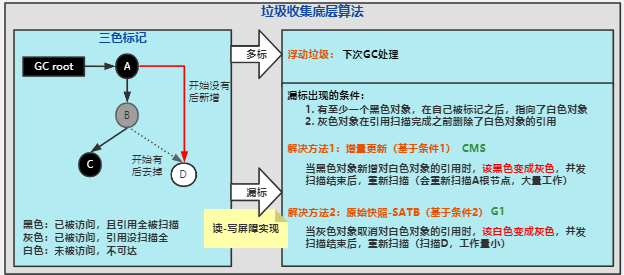 垃圾收集底层算法
三色标记
GC root
A
B
C
D
开始没有
后新增
开始有
后去掉
黑色：已被访问，且引用全被扫描
灰色：已被访问，引用没扫描全
白色：未被访问，不可达
多标
漏标
读-写屏障实现
浮动垃圾：下次GC处理
漏标出现的条件：
1. 有至少一个黑色对象，在自己被标记之后，指向了白色对象
2. 灰色对象在引用扫描完成之前删除了白色对象的引用
解决方法1：增量更新（基于条件1） CMS
当黑色对象新增对白色对象的引用时，该黑色变成灰色，并发
扫描结束后，重新扫描（会重新扫描A根节点，大量工作）
解决方法2：原始快照-SATB（基于条件2） G1
当灰色对象取消对白色对象的引用时，该白色变成灰色，并发
扫描结束后，重新扫描（扫描D，工作量小）